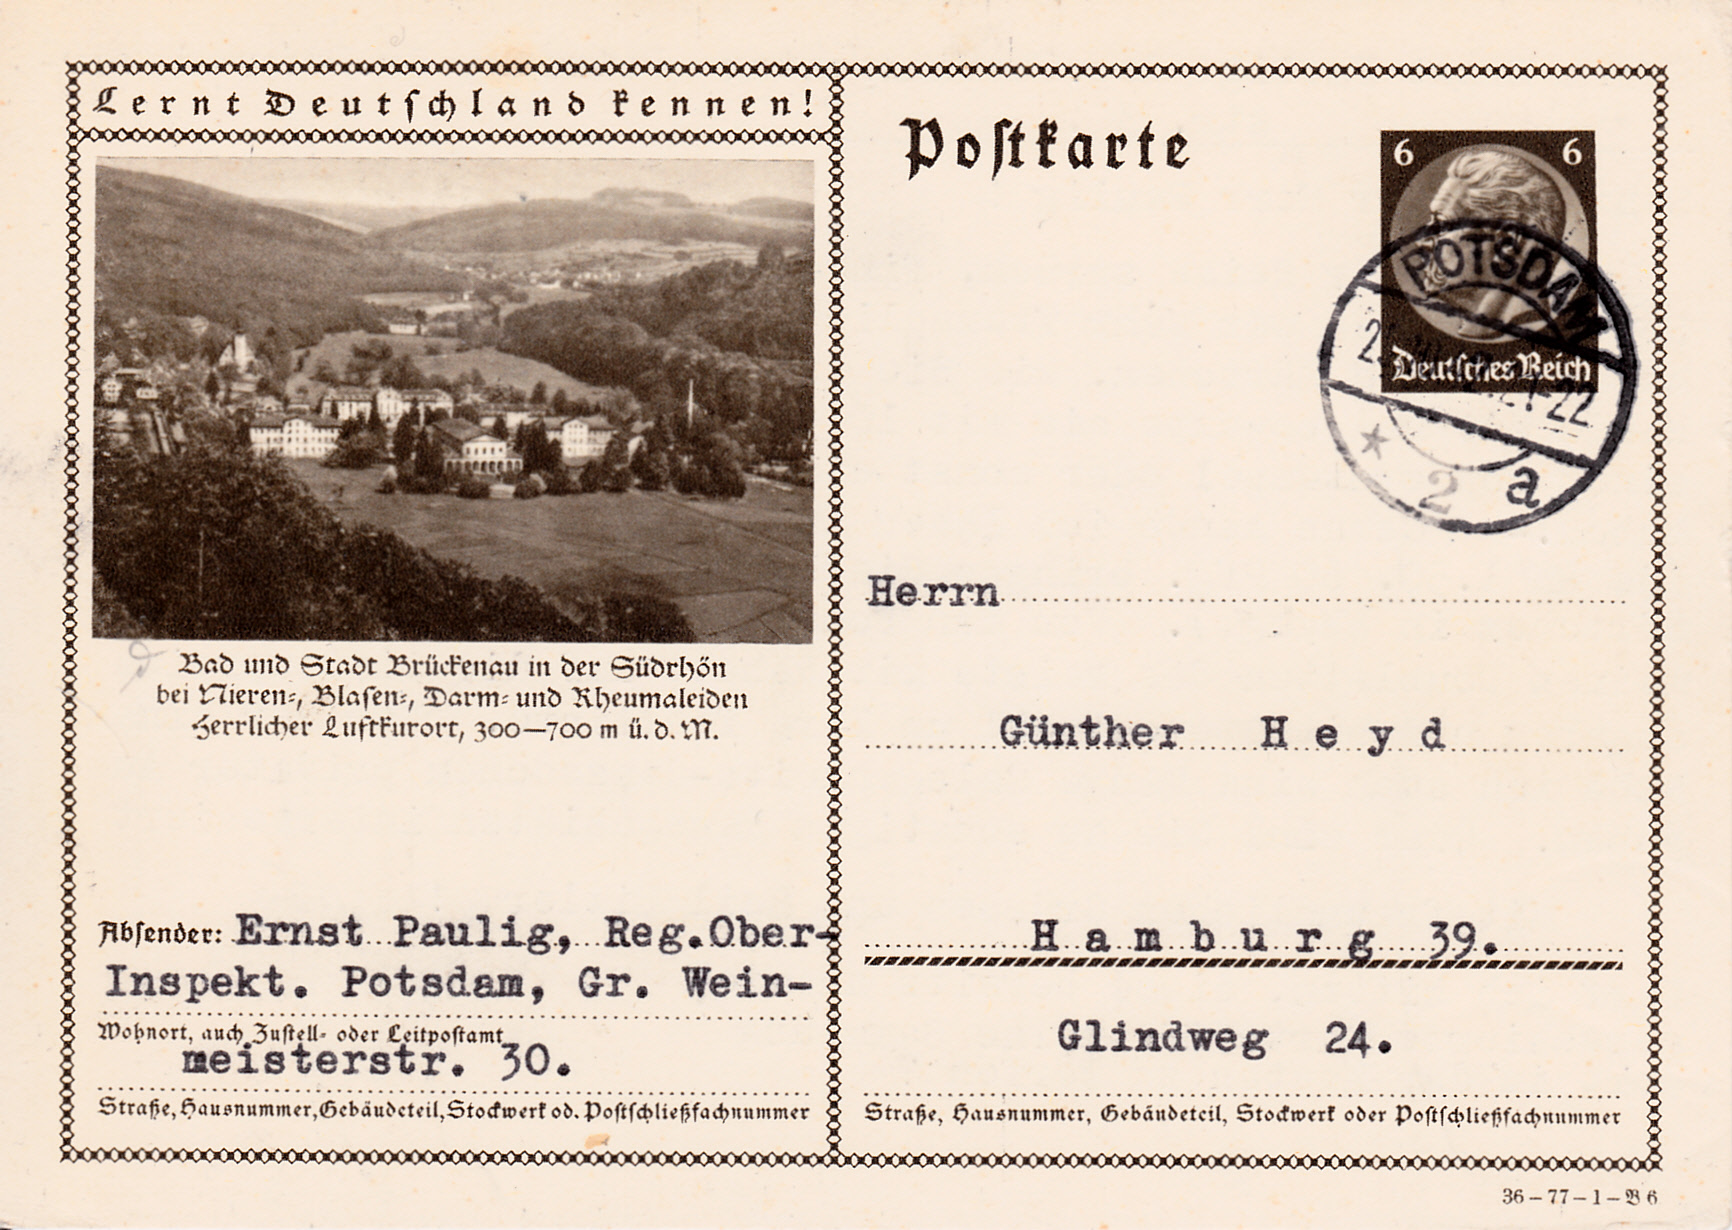 Lernt Deutschland kennen!
Bad und Stadt Brückenau in der Südrhön
bei Nieren-, Blasen-, Darm- und Rheumaleiden
Herrlicher Luftkurort, 300—700 m ü. d. M.
Absender: Ernst Paulig, Reg.Ober-
Inspekt. Potsdam, Gr. Wein-
Wohnort, auch Zustell- oder Leitpostamt
meisterstr. 30.
Straße, Hausnummer, Gebäudeteil, Stockwerk od. Postschließfachnummer
Postkarte
6 6
Deutsches Reich
POTSDAM
21-22
* 2 a
Herrn
Günther H e y d
H a m b u r g 39.
Glindweg 24.
Straße, Hausnummer, Gebäudeteil, Stockwerk oder Postschließfachnummer
36 – 77 – 1 – B 6